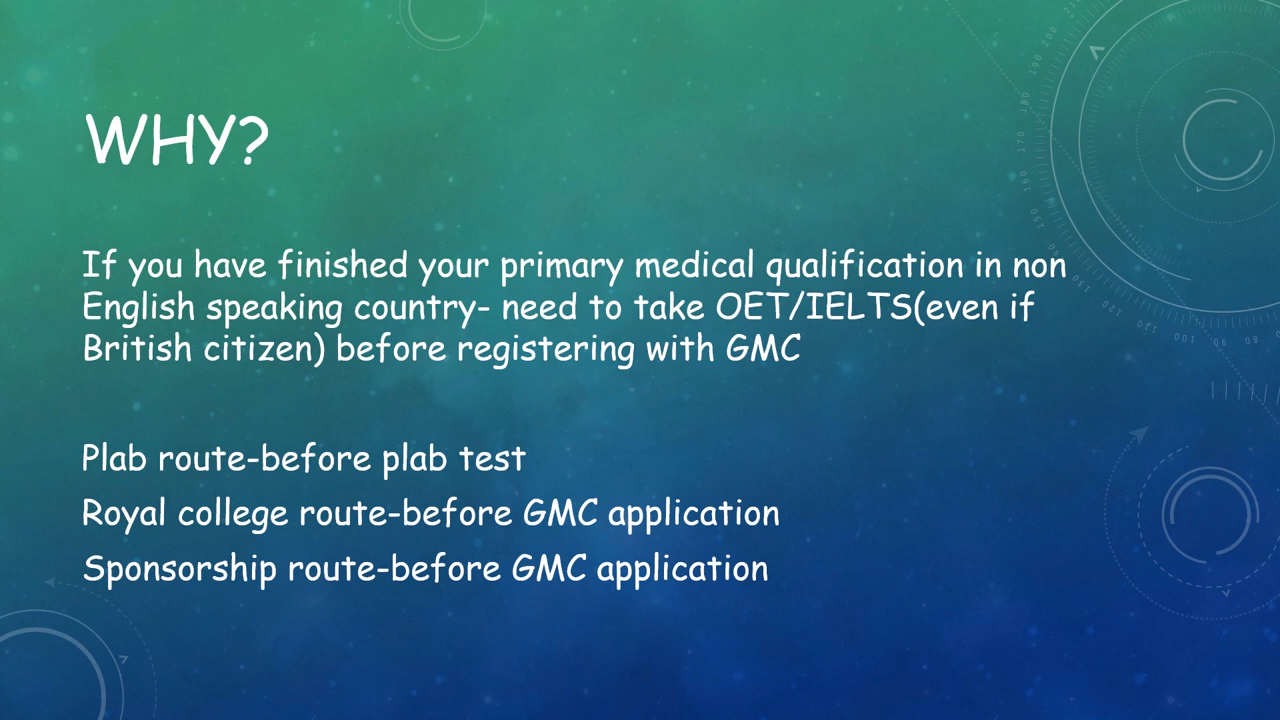 WHY?
If you have finished your primary medical qualification in non
English speaking country- need to take OET/IELTS(even if
British citizen) before registering with GMC
Plab route-before plab test
Royal college route-before GMC application
Sponsorship route-before GMC application